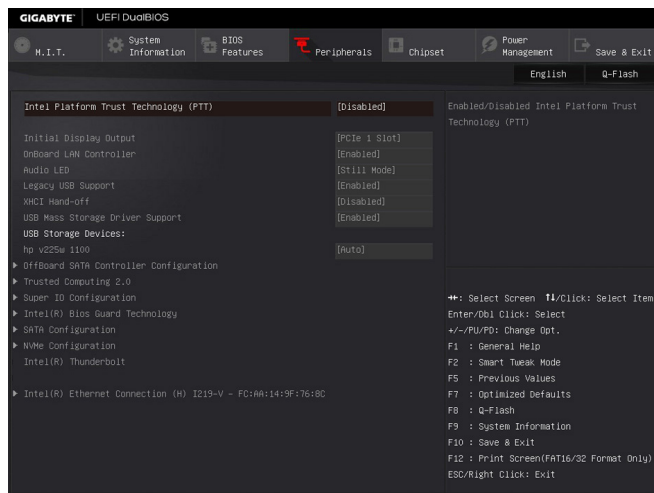 GIGABYTE™ UEFI DualBIOS
M.I.T.
System Information
BIOS Features
Peripherals
Chipset
Power Management
Save & Exit
English Q-Flash
Intel Platform Trust Technology (PTT) [Disabled]
Initial Display Output [PCIe 1 Slot]
OnBoard LAN Controller [Enabled]
Audio LED [Still Mode]
Legacy USB Support [Enabled]
XHCI Hand-off [Disabled]
USB Mass Storage Driver Support [Enabled]
USB Storage Devices:
hp v225w 1100 [Auto]
OffBoard SATA Controller Configuration
Trusted Computing 2.0
Super IO Configuration
Intel(R) Bios Guard Technology
SATA Configuration
NVMe Configuration
Intel(R) Thunderbolt
Intel(R) Ethernet Connection (H) I219-V - FC:AA:14:9F:76:8C
Enabled/Disabled Intel Platform Trust
Technology (PTT)
→←: Select Screen ↑↓/Click: Select Item
Enter/Dbl Click: Select
+/-/PU/PD: Change Opt.
F1 : General Help
F2 : Smart Tweak Mode
F5 : Previous Values
F7 : Optimized Defaults
F8 : Q-Flash
F9 : System Information
F10 : Save & Exit
F12 : Print Screen(FAT16/32 Format Only)
ESC/Right Click: Exit